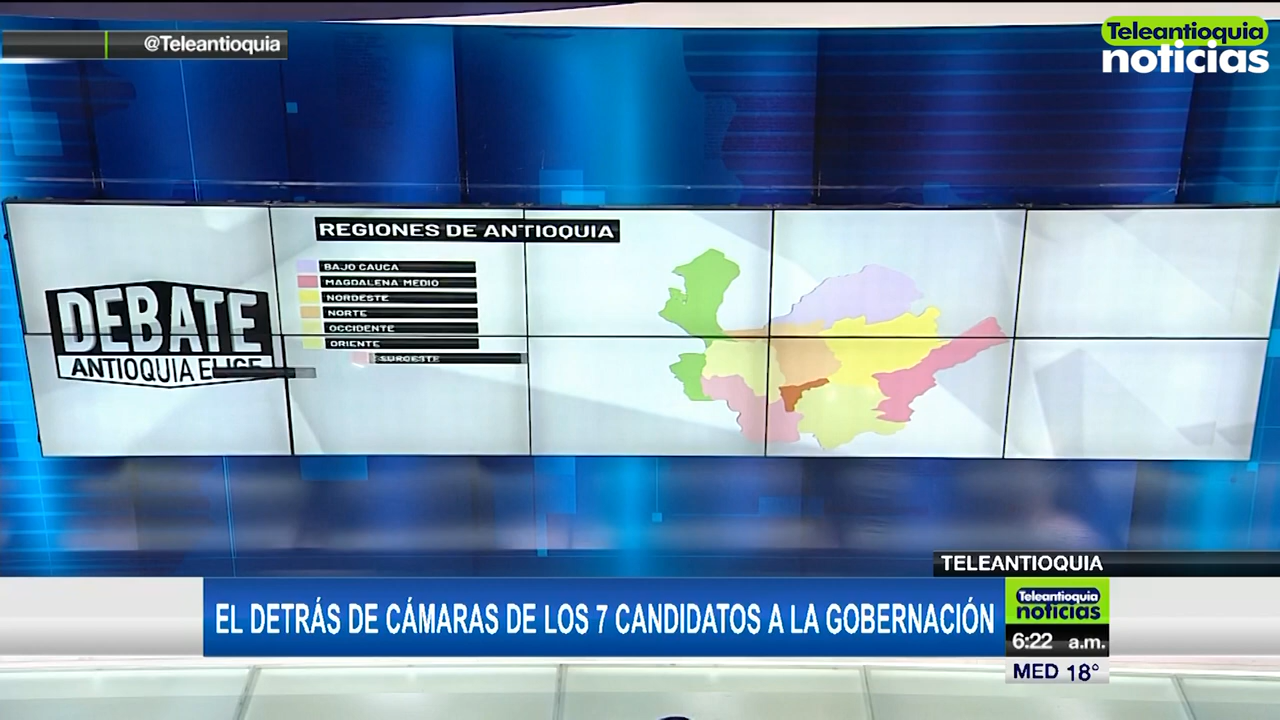 @Teleantioquia
Teleantioquia
noticias
REGIONES DE ANTIOQUIA
BAJO CAUCA
MAGDALENA MEDIO
NORDESTE
NORTE
OCCIDENTE
ORIENTE
SUROESTE
DEBATE
ANTIOQUIA ELIGE
TELEANTIOQUIA
EL DETRÁS DE CÁMARAS DE LOS 7 CANDIDATOS A LA GOBERNACIÓN
Teleantioquia
noticias
6:22 a.m.
MED 18°